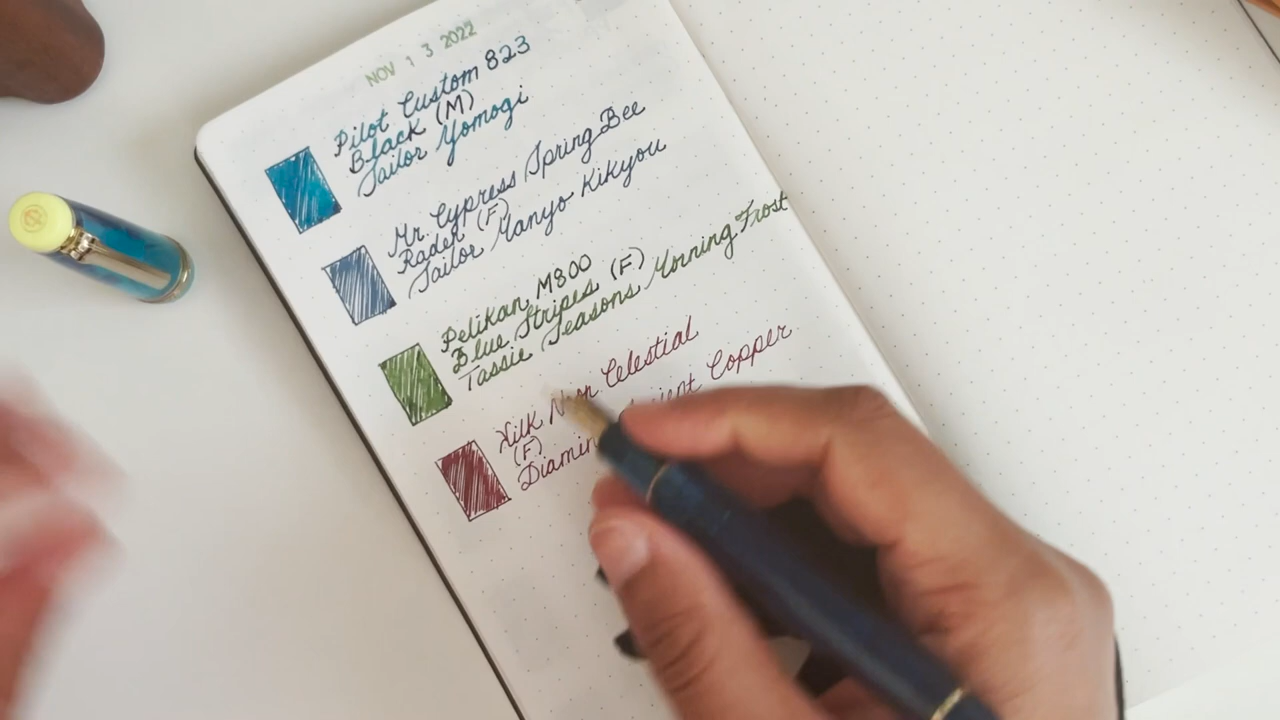 NOV 1 3 2022
Pilot Custom 823
Black (M)
Sailor Yomogi
Mr. Cypress Spring Bee
Raden (F)
Sailor Manyo Kikyou
Pelikan M800
Blue Stripes (F)
Tassie Seasons Morning Frost
Celestial
(F)
Copper